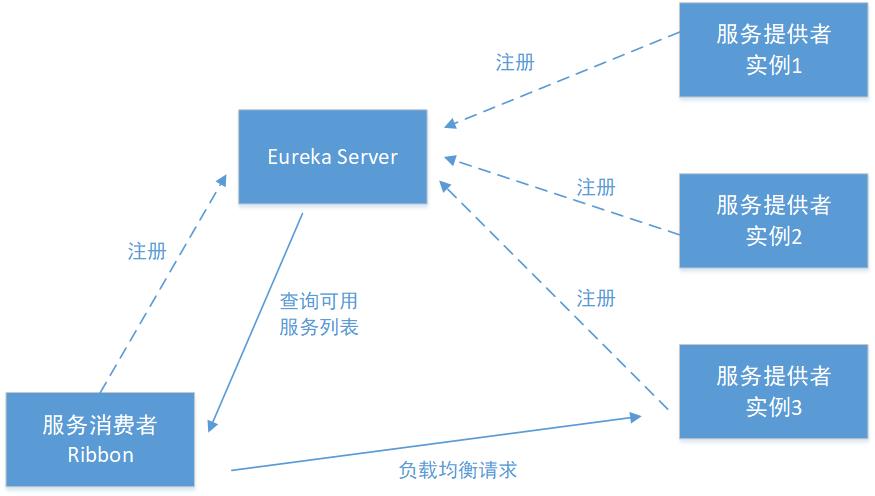 服务提供者
实例1
注册
Eureka Server
注册
服务提供者
实例2
注册
查询可用
服务列表
注册
服务提供者
实例3
服务消费者
Ribbon
负载均衡请求